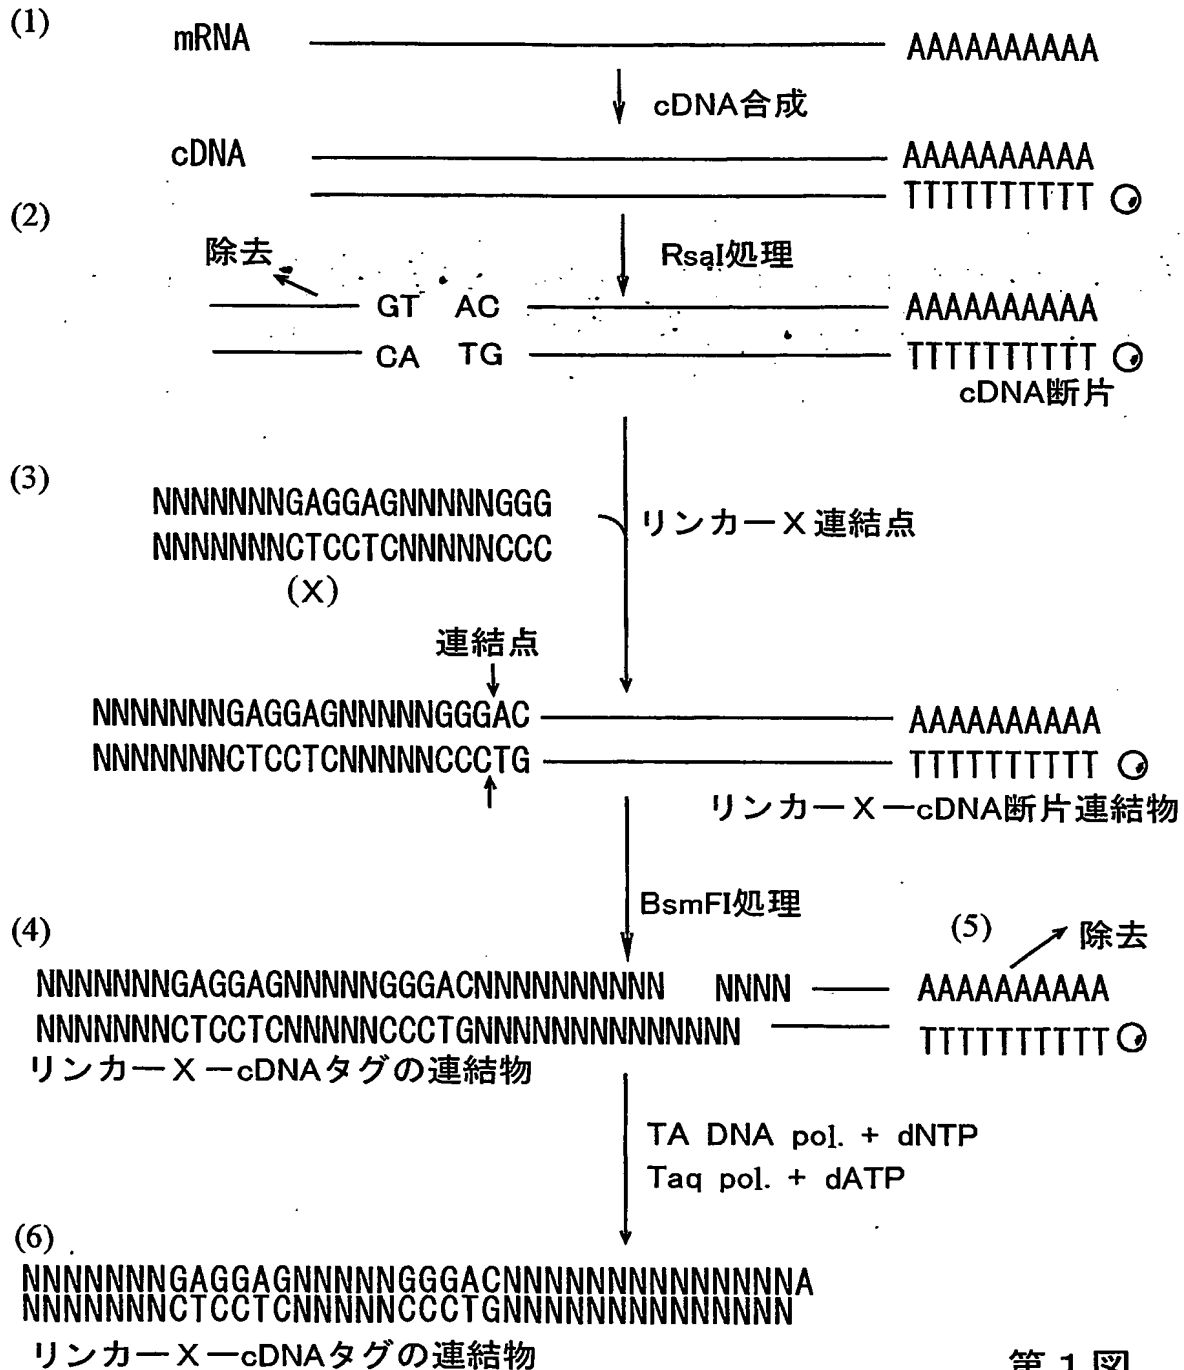 (1)
mRNA AAAAAAAAAA
cDNA合成
cDNA AAAAAAAAAA
TTTTTTTTTT
(2)
除去
RsaI処理
GT AC AAAAAAAAAA
CA TG TTTTTTTTTT
cDNA断片
(3)
NNNNNNNGAGGAGNNNNNGGG
リンカーX連結点
NNNNNNNCTCCTCNNNNNCCC
(X)
連結点
NNNNNNNGAGGAGNNNNNGGGAC AAAAAAAAAA
NNNNNNNCTCCTCNNNNNCCCTG TTTTTTTTTT
リンカーX-cDNA断片連結物
BsmFI処理
(4)
(5) 除去
NNNNNNNGAGGAGNNNNNGGGACNNNNNNNNNN NNNN AAAAAAAAAA
NNNNNNNCTCCTCNNNNNCCCTGNNNNNNNNNNNNNN TTTTTTTTTT
リンカーX-cDNAタグの連結物
TA DNA pol. + dNTP
Taq pol. + dATP
(6)
NNNNNNNGAGGAGNNNNNGGGACNNNNNNNNNNNNNNA
NNNNNNNCTCCTCNNNNNCCCTGNNNNNNNNNNNNNN
リンカーX-cDNAタグの連結物
第1図